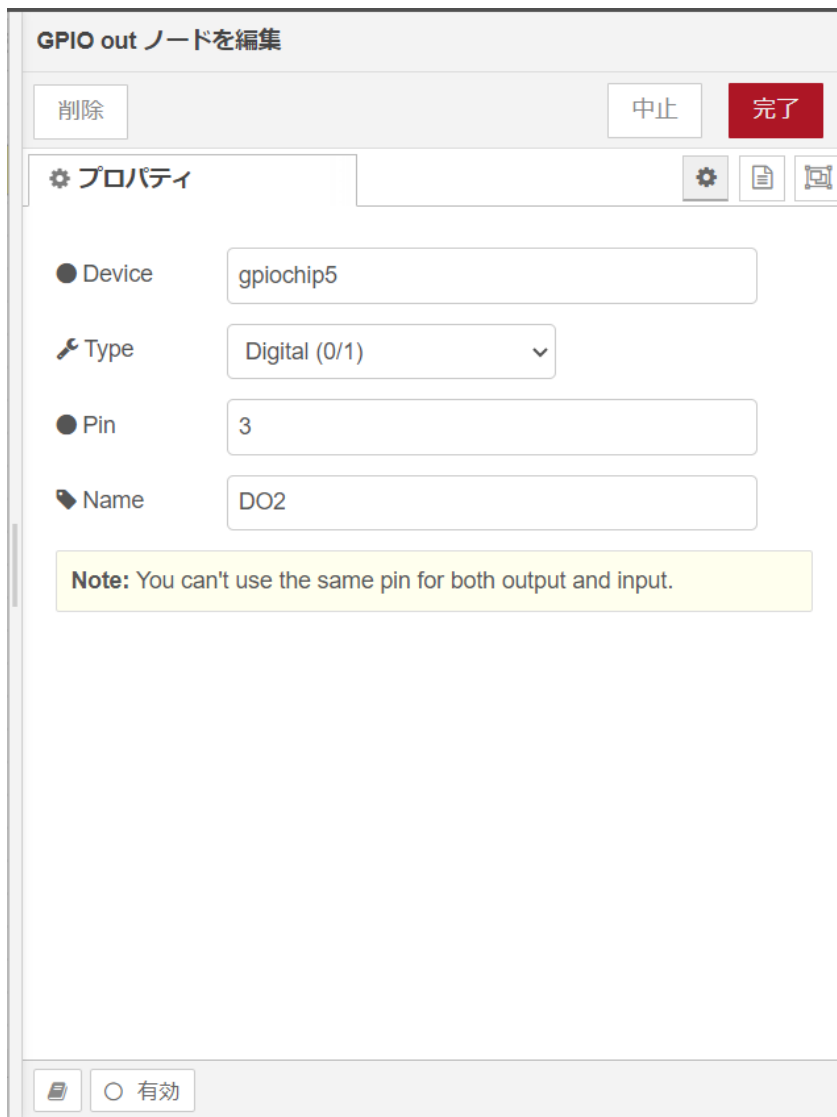 GPIO out ノードを編集
削除
中止
完了
プロパティ
Device
gpiochip5
Type
Digital (0/1)
Pin
3
Name
DO2
Note: You can't use the same pin for both output and input.
有効